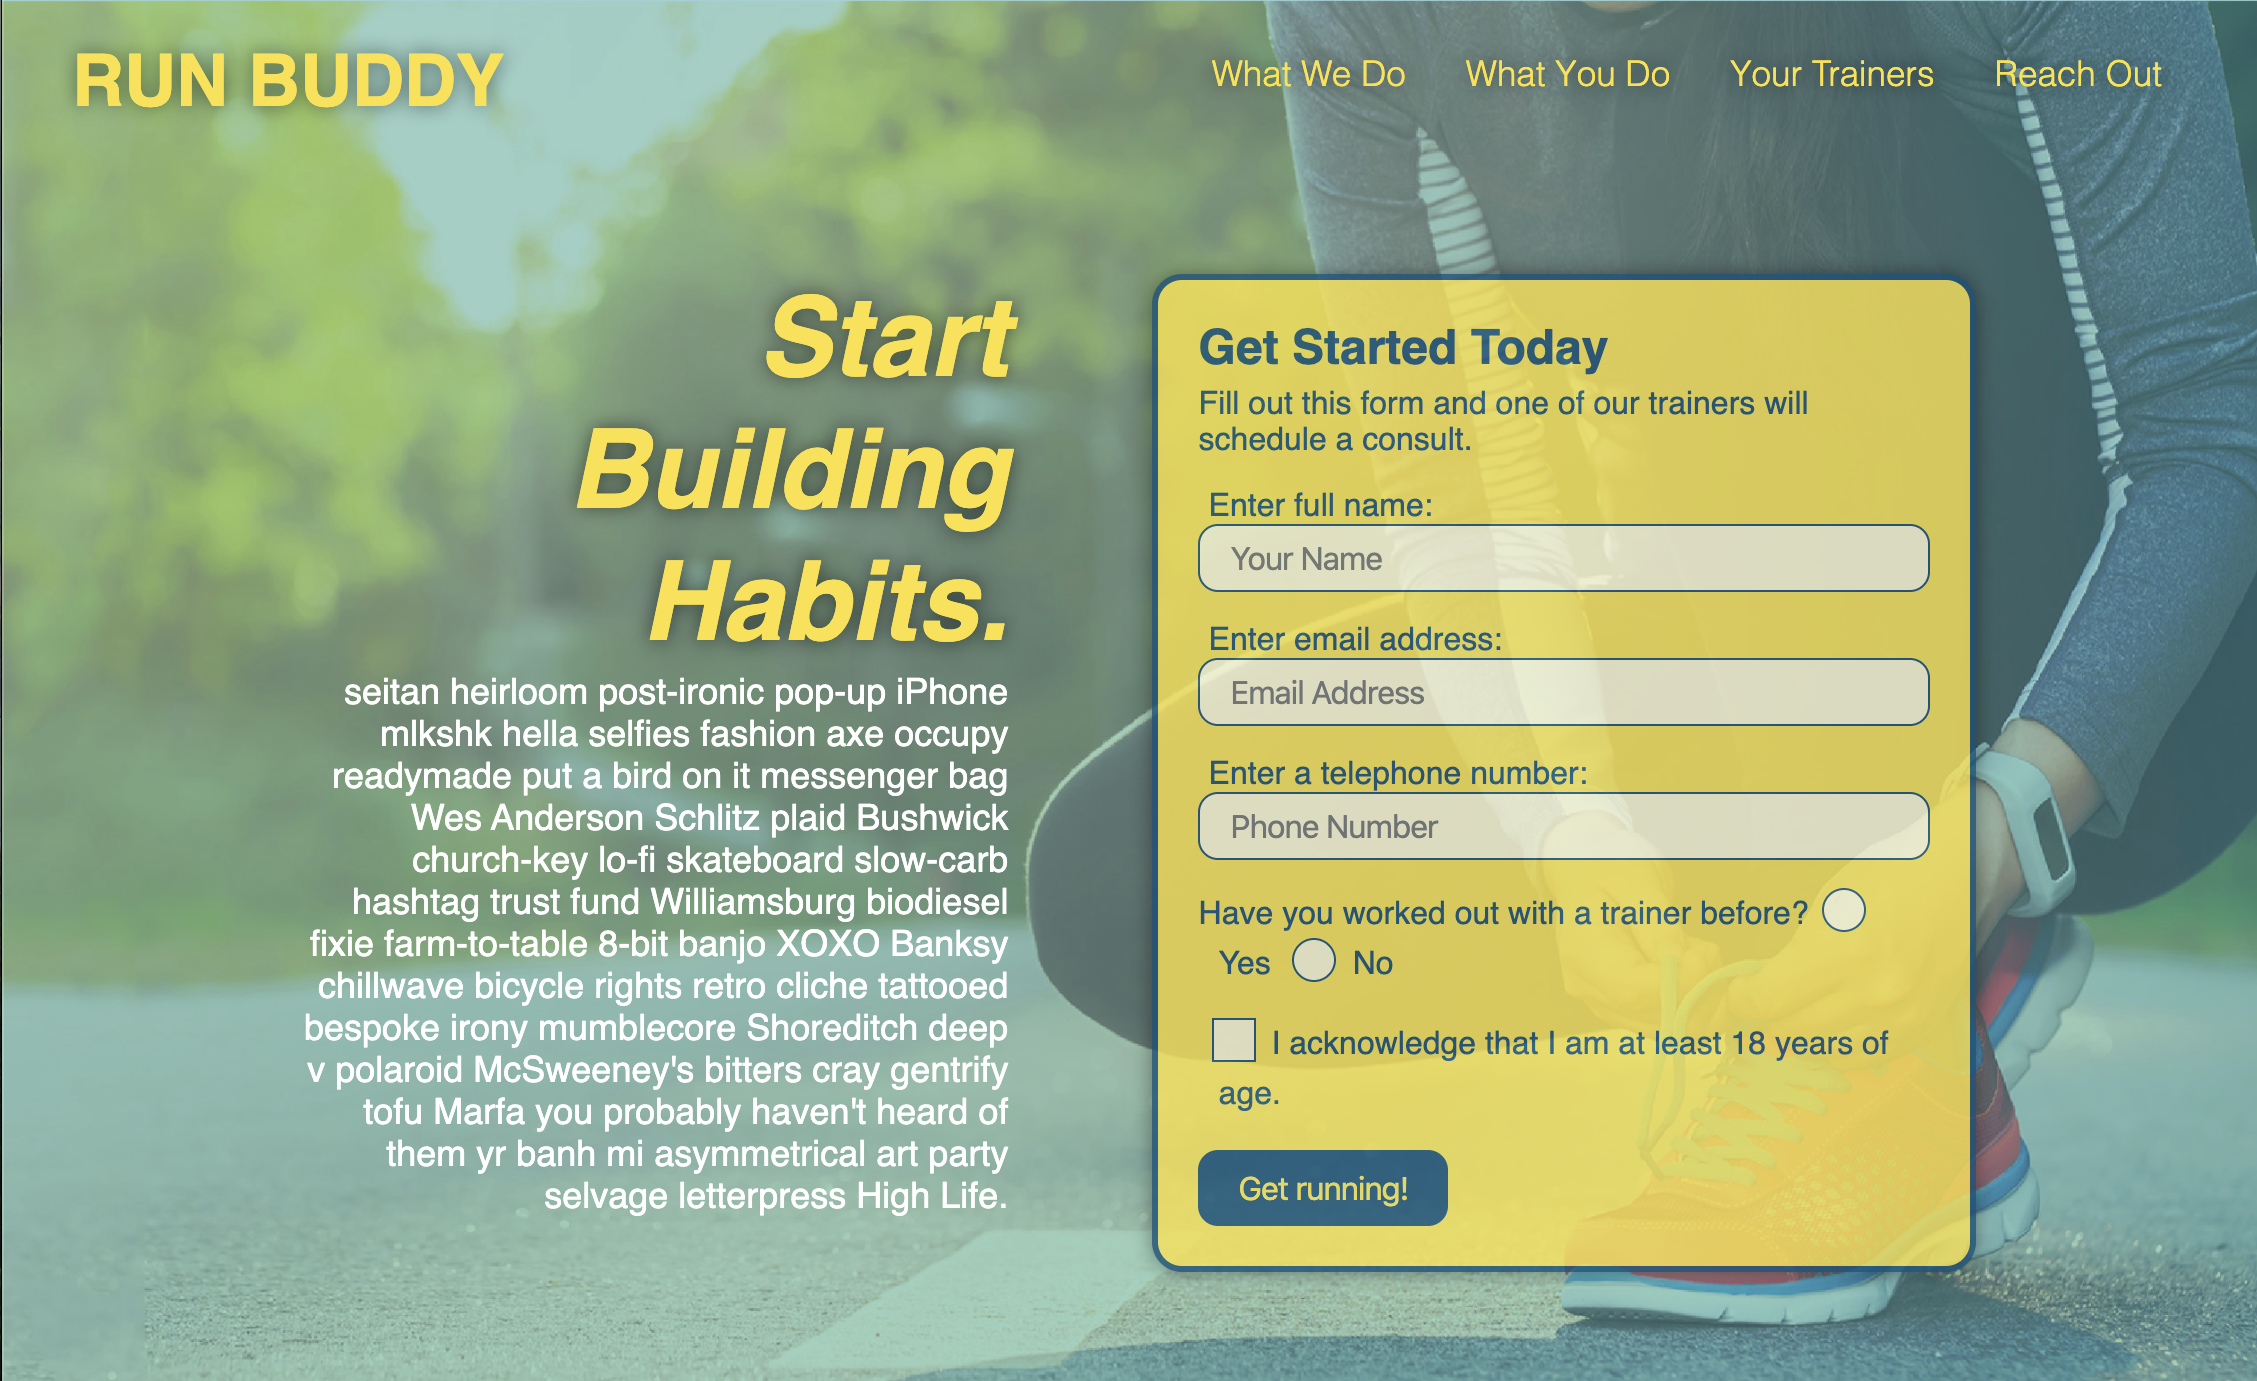 RUN BUDDY
What We Do
What You Do
Your Trainers
Reach Out
Start
Building
Habits.
seitan heirloom post-ironic pop-up iPhone
mlkshk hella selfies fashion axe occupy
readymade put a bird on it messenger bag
Wes Anderson Schlitz plaid Bushwick
church-key lo-fi skateboard slow-carb
hashtag trust fund Williamsburg biodiesel
fixie farm-to-table 8-bit banjo XOXO Banksy
chillwave bicycle rights retro cliche tattooed
bespoke irony mumblecore Shoreditch deep
v polaroid McSweeney's bitters cray gentrify
tofu Marfa you probably haven't heard of
them yr banh mi asymmetrical art party
selvage letterpress High Life.
Get Started Today
Fill out this form and one of our trainers will
schedule a consult.
Enter full name:
Your Name
Enter email address:
Email Address
Enter a telephone number:
Phone Number
Have you worked out with a trainer before?
Yes No
I acknowledge that I am at least 18 years of
age.
Get running!